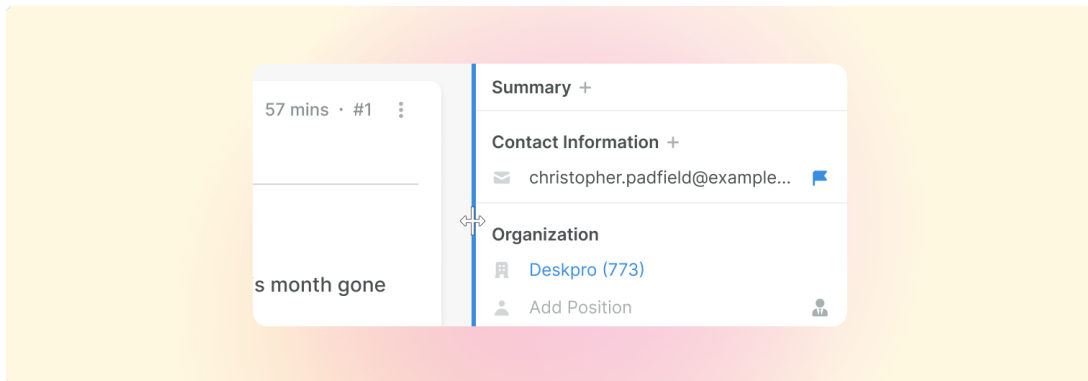 57 mins · #1
's month gone
Summary +
Contact Information +
christopher.padfield@example...
Organization
Deskpro (773)
Add Position